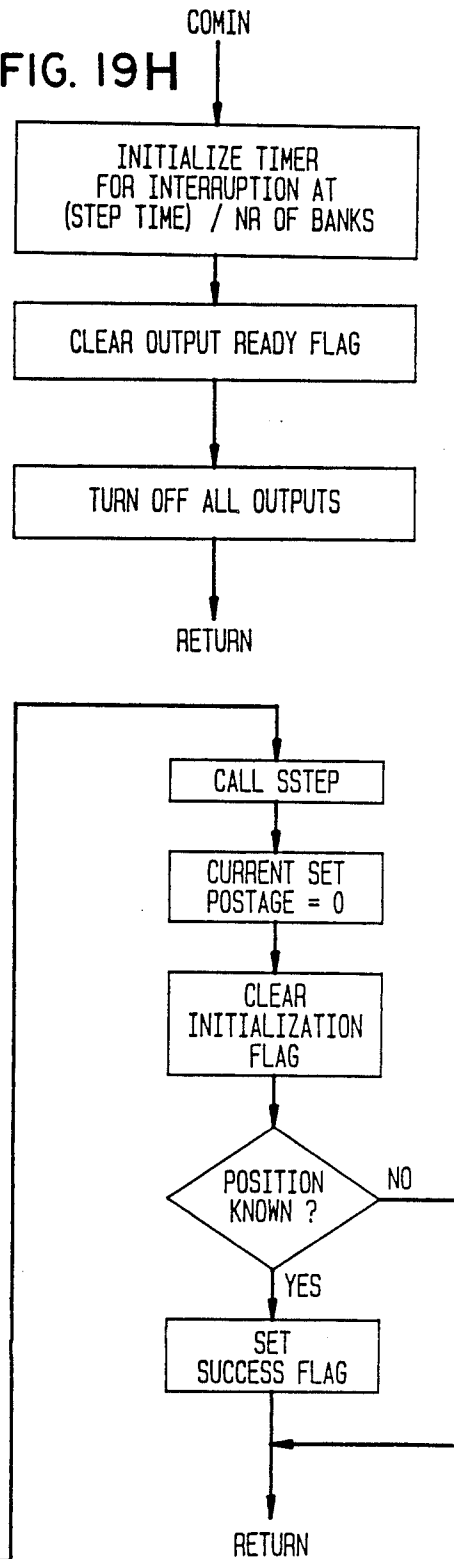 COMIN
FIG. 19H
INITIALIZE TIMER
FOR INTERRUPTION AT
(STEP TIME) / NR OF BANKS
CLEAR OUTPUT READY FLAG
TURN OFF ALL OUTPUTS
RETURN
CALL SSTEP
CURRENT SET
POSTAGE = 0
CLEAR
INITIALIZATION
FLAG
POSITION
KNOWN ?
NO
YES
SET
SUCCESS FLAG
RETURN